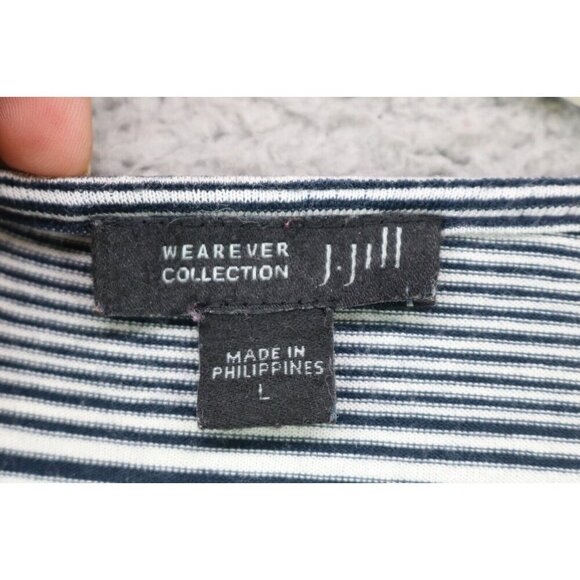 WEAREVER
COLLECTION
J.Jill
MADE IN
PHILIPPINES
L